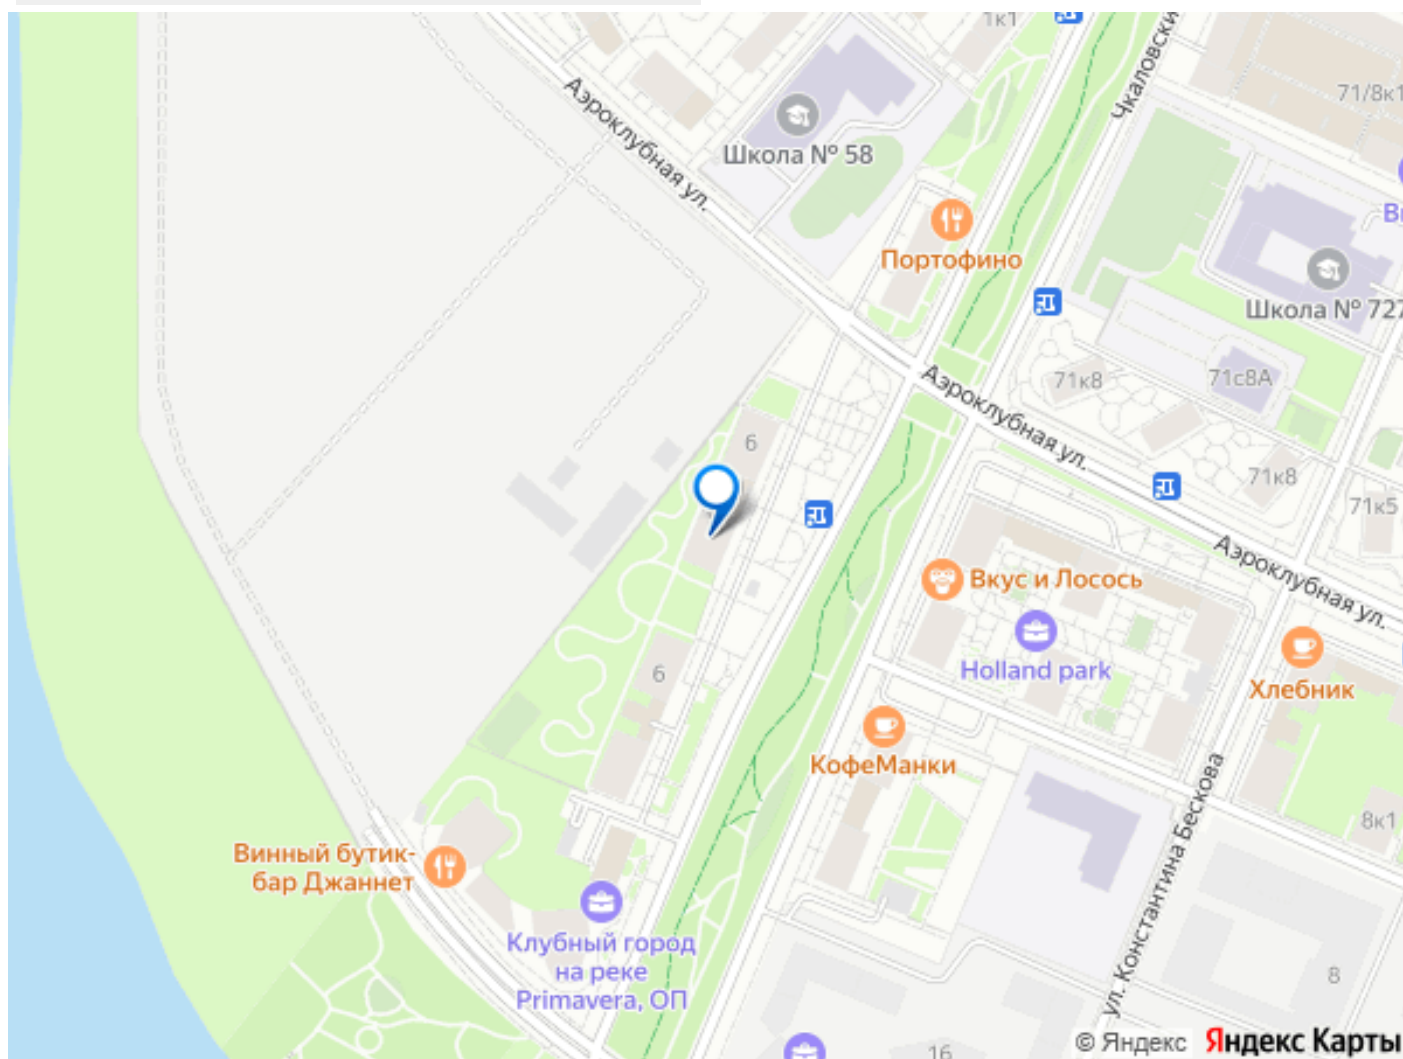 1к1
Чкаловски
71/8к1
Аэроклубная ул.
Школа № 58
Портофино
Школа № 727
71к8
71с8А
Аэроклубная ул.
6
71к8
71к5
Аэроклубная ул.
Вкус и Лосось
Holland park
Хлебник
6
КофеМанки
ул. Константина Бескова
8к1
Винный бутик-
бар Джаннет
Клубный город
на реке
Primavera, ОП
8
16
© Яндекс Яндекс Карты